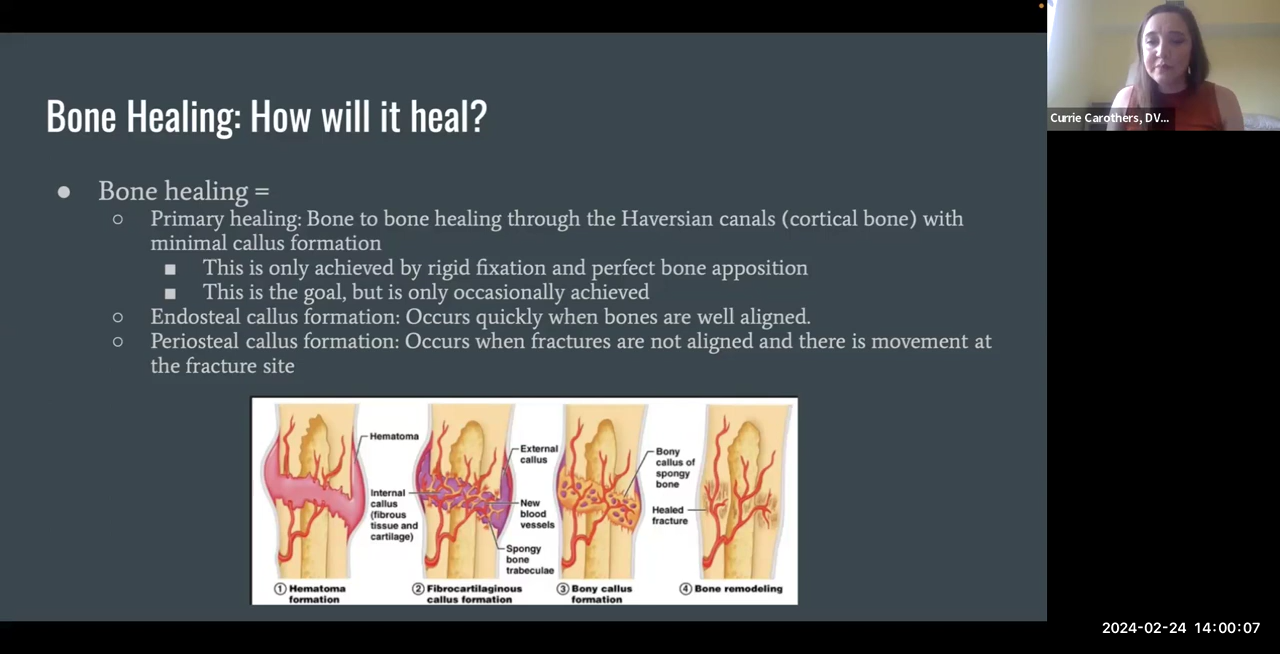 Bone Healing: How will it heal?
Currie Carothers, DV...
● Bone healing =
○ Primary healing: Bone to bone healing through the Haversian canals (cortical bone) with
minimal callus formation
■ This is only achieved by rigid fixation and perfect bone apposition
■ This is the goal, but is only occasionally achieved
○ Endosteal callus formation: Occurs quickly when bones are well aligned.
○ Periosteal callus formation: Occurs when fractures are not aligned and there is movement at
the fracture site
Hematoma
Internal
callus
(fibrous
tissue and
cartilage)
External
callus
New
blood
vessels
Spongy
bone
trabeculae
Bony
callus of
spongy
bone
Healed
fracture
① Hematoma
formation
② Fibrocartilaginous
callus formation
③ Bony callus
formation
④ Bone remodeling
2024-02-24 14:00:07